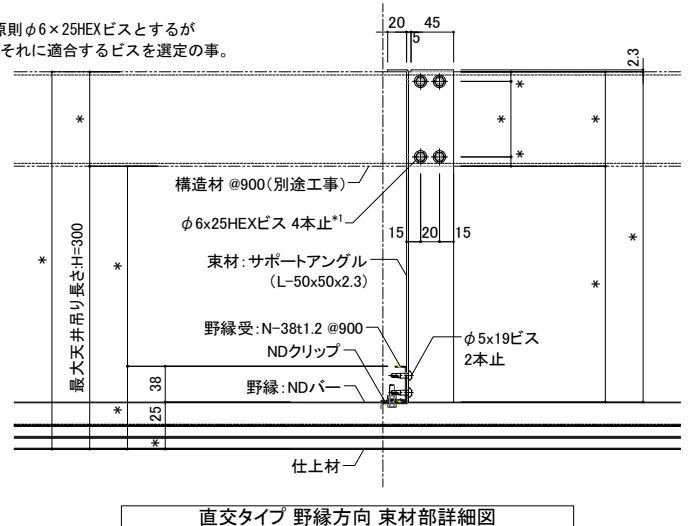 原則φ6×25HEXビスとするが
それに適合するビスを選定の事。
20 45
5
2.3
*
*
*
*
構造材 @900(別途工事)
φ6x25HEXビス 4本止*1
15 20 15
束材:サポートアングル
(L-50x50x2.3)
*
*
*
*
最大天井吊り長さ:H=300
野縁受:N-38t1.2 @900
NDクリップ
φ5x19ビス
2本止
38
野縁:NDバー
*
25
*
仕上材
直交タイプ 野縁方向 束材部詳細図